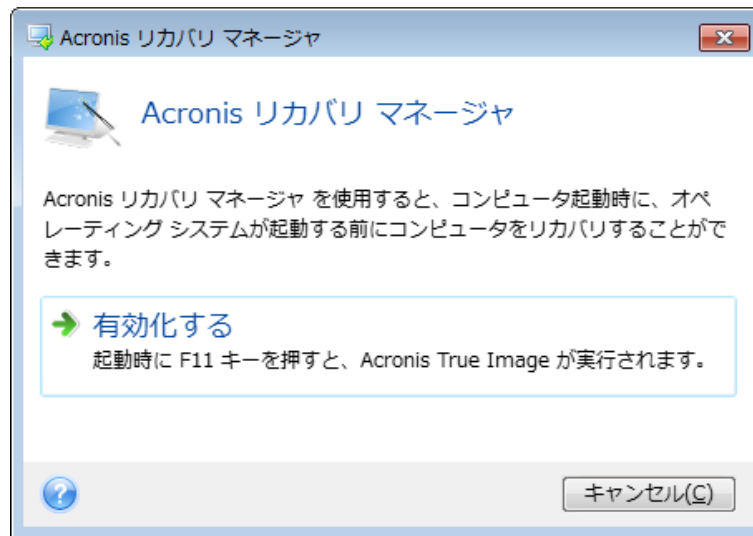 Acronis リカバリ マネージャ
Acronis リカバリ マネージャ
Acronis リカバリ マネージャ を使用すると、コンピュータ起動時に、オペ
レーティング システムが起動する前にコンピュータをリカバリすることがで
きます。
有効化する
起動時に F11 キーを押すと、Acronis True Image が実行されます。
?
キャンセル(C)